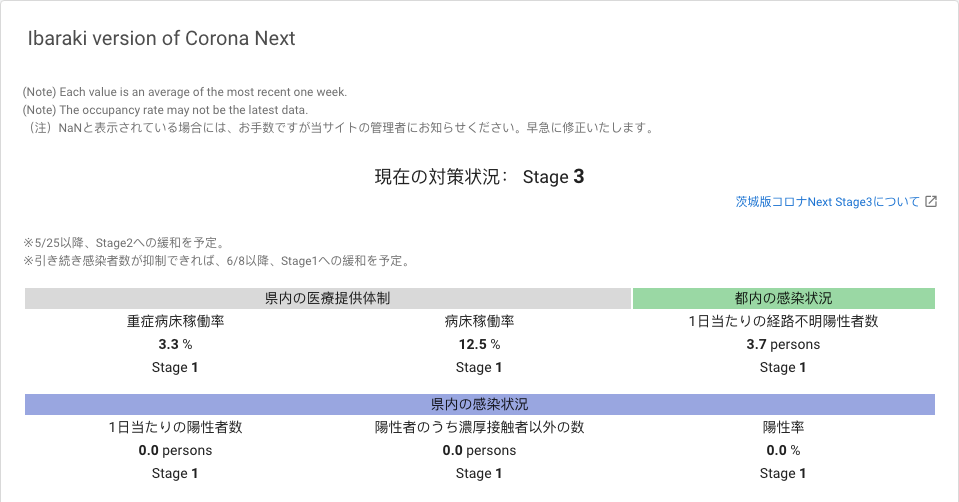 Ibaraki version of Corona Next
(Note) Each value is an average of the most recent one week.
(Note) The occupancy rate may not be the latest data.
（注）NaNと表示されている場合には、お手数ですが当サイトの管理者にお知らせください。早急に修正いたします。
現在の対策状況： Stage 3
茨城版コロナNext Stage3について
※5/25以降、Stage2への緩和を予定。
※引き続き感染者数が抑制できれば、6/8以降、Stage1への緩和を予定。
県内の医療提供体制 都内の感染状況
重症病床稼働率 病床稼働率 1日当たりの経路不明陽性者数
3.3 % 12.5 % 3.7 persons
Stage 1 Stage 1 Stage 1
県内の感染状況
1日当たりの陽性者数 陽性者のうち濃厚接触者以外の数 陽性率
0.0 persons 0.0 persons 0.0 %
Stage 1 Stage 1 Stage 1